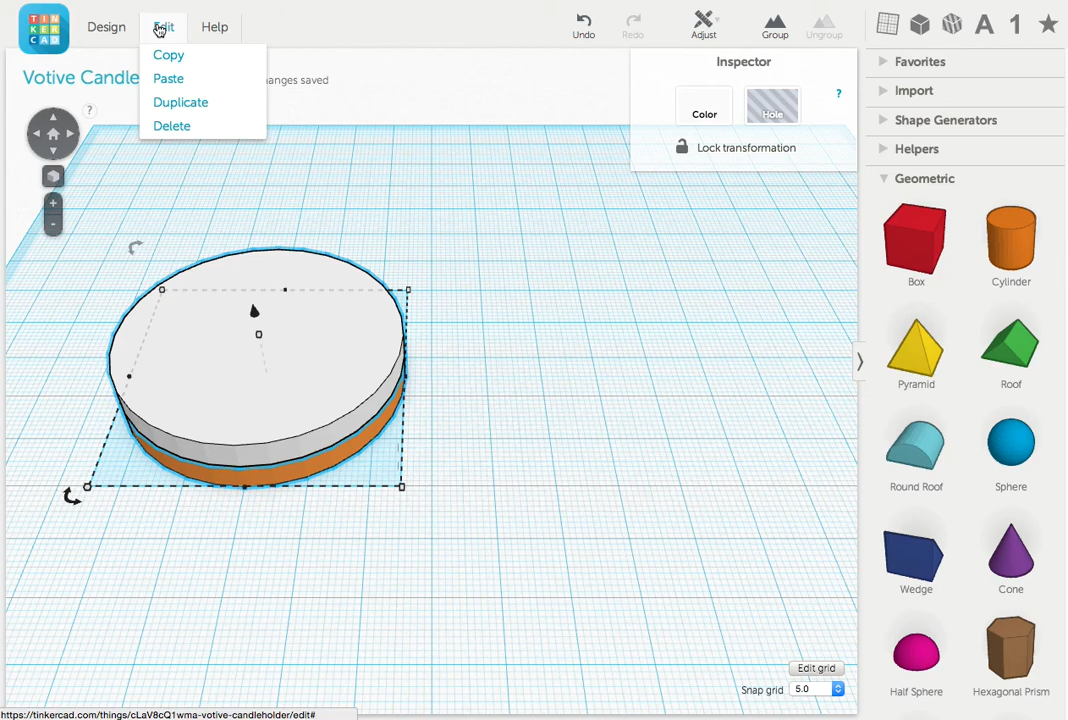 TIN
KER
CAD
Design
Edit
Help
Undo
Redo
Adjust
Group
Ungroup
A
1
Copy
Paste
Duplicate
Delete
Votive Candle
hanges saved
?
+
-
Inspector
Color
Hole
?
Lock transformation
Favorites
Import
Shape Generators
Helpers
Geometric
Box
Cylinder
Pyramid
Roof
Round Roof
Sphere
Wedge
Cone
Half Sphere
Hexagonal Prism
Edit grid
Snap grid 5.0
https://tinkercad.com/things/cLaV8cQ1wma-votive-candleholder/edit#